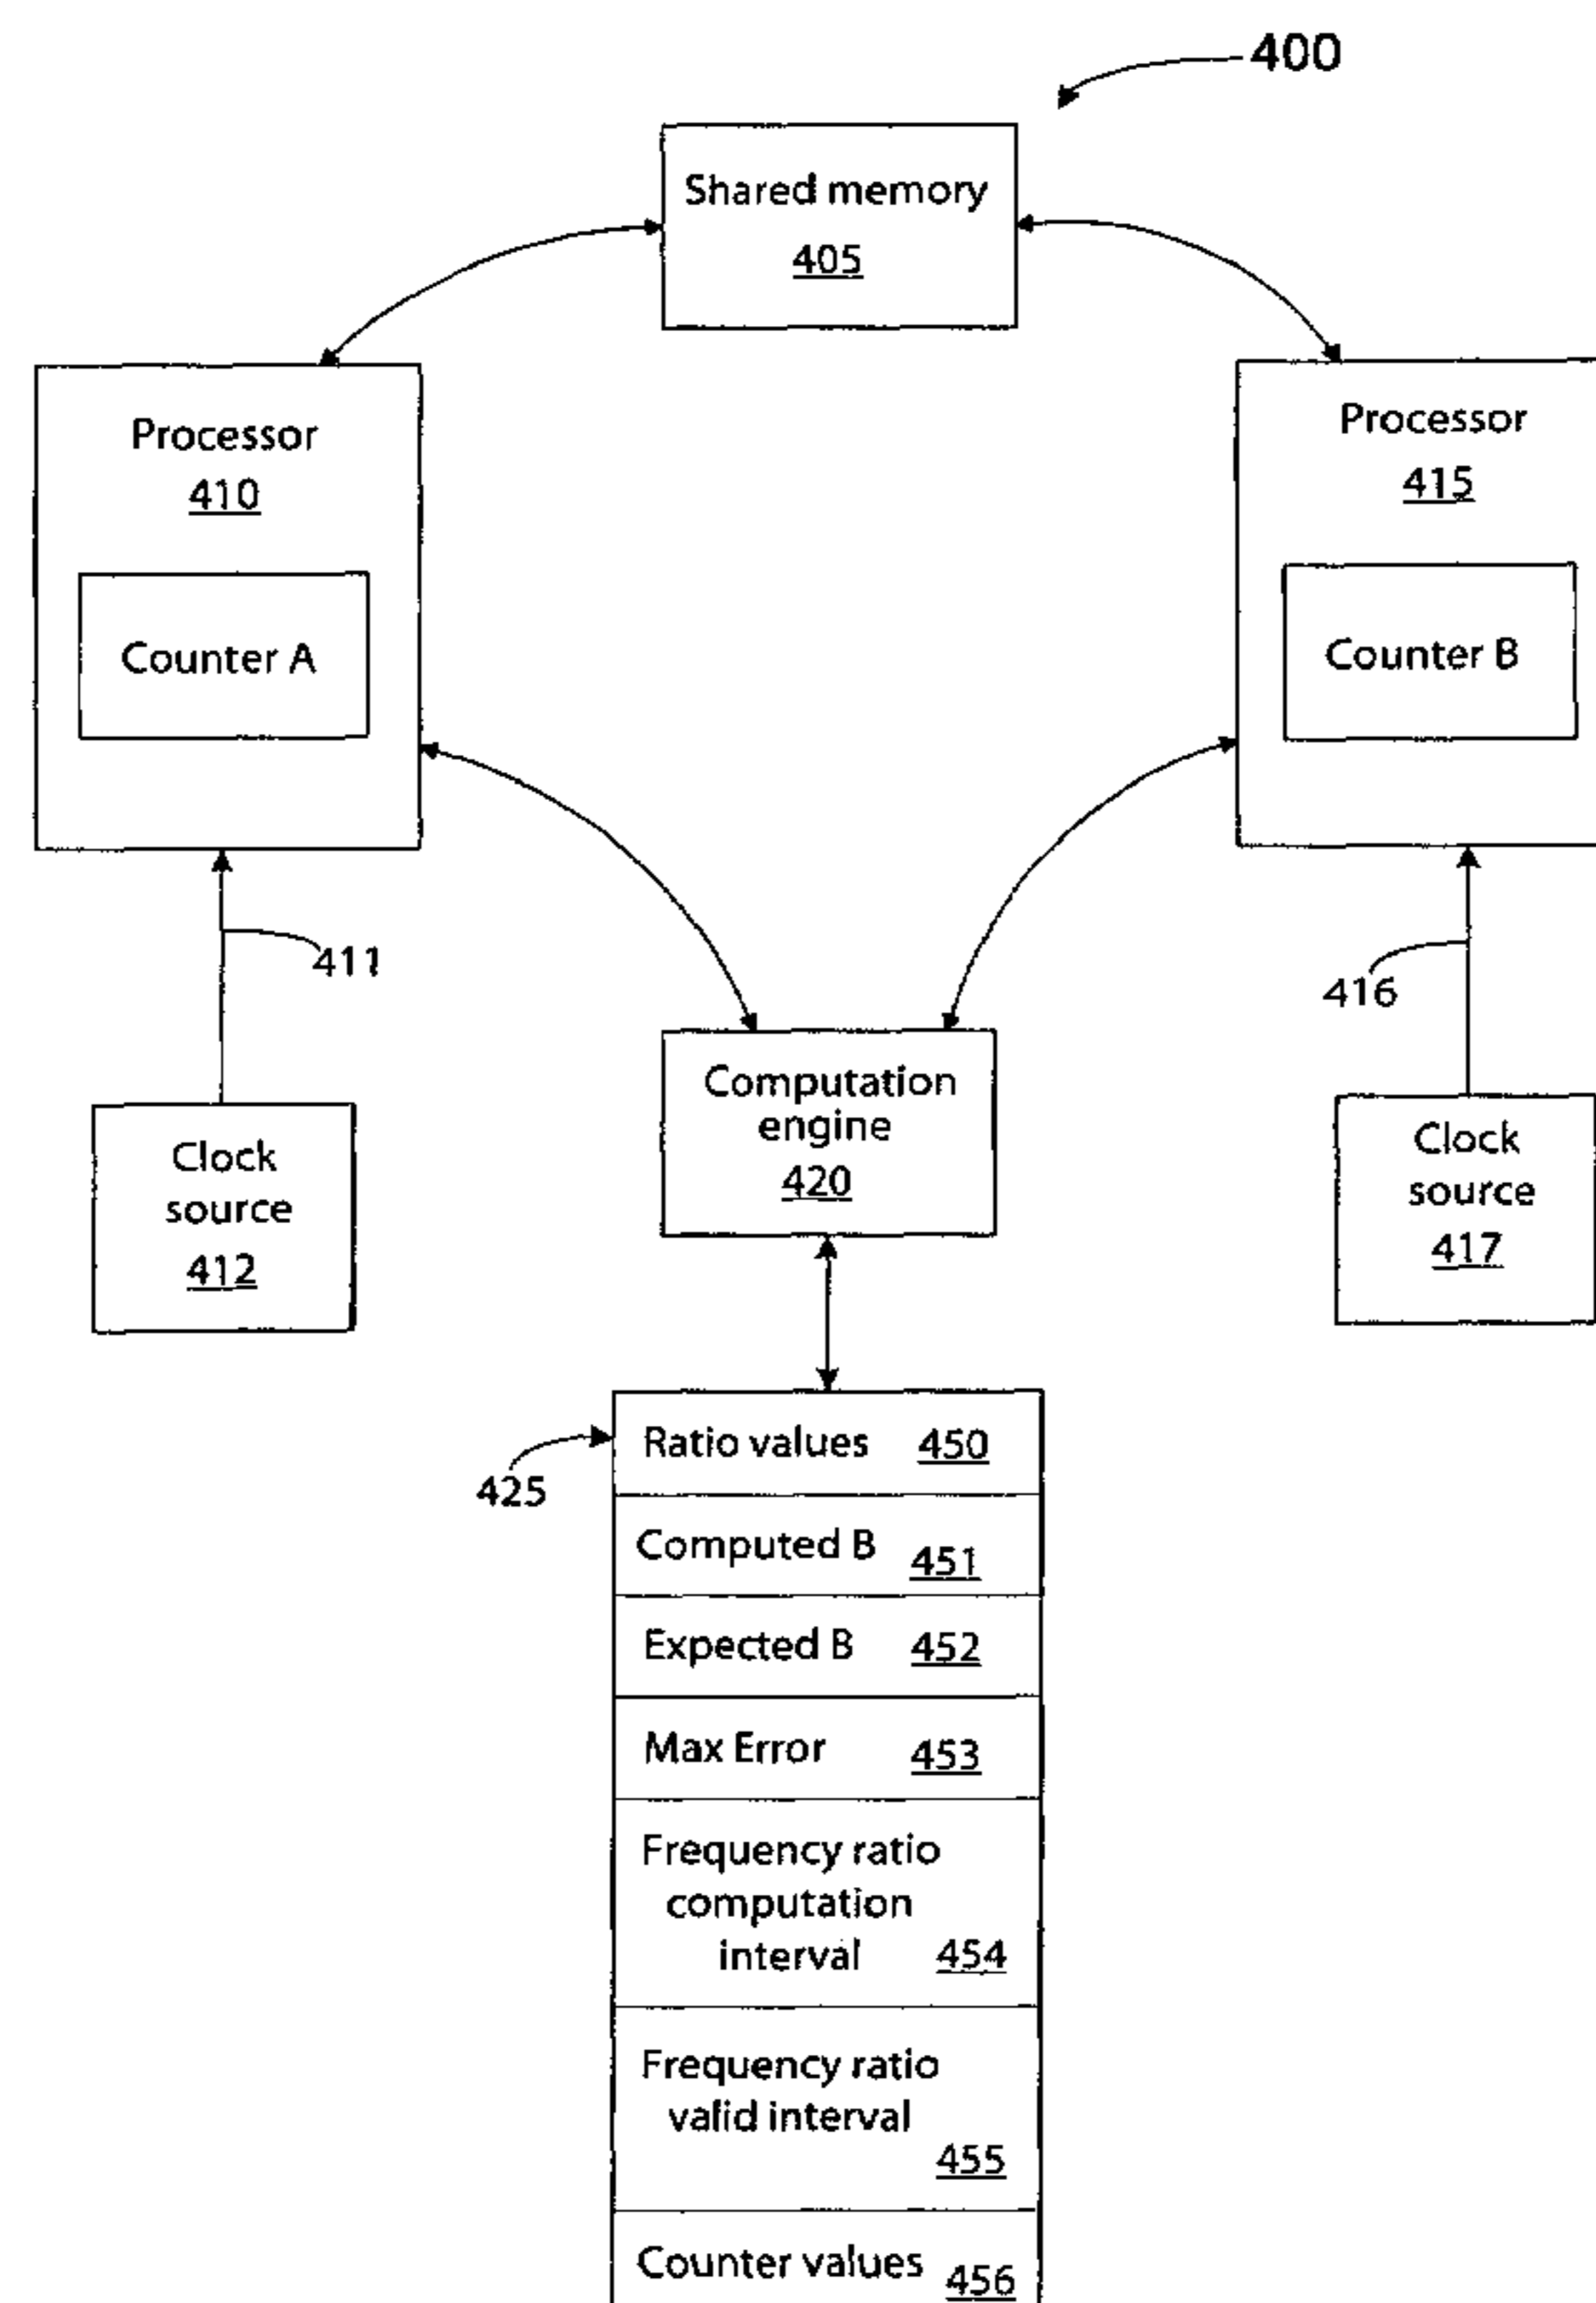 400
Shared memory
405
Processor
410
Counter A
Processor
415
Counter B
411
416
Clock
source
412
Computation
engine
420
Clock
source
417
425
Ratio values 450
Computed B 451
Expected B 452
Max Error 453
Frequency ratio
computation
interval 454
Frequency ratio
valid interval
455
Counter values 456